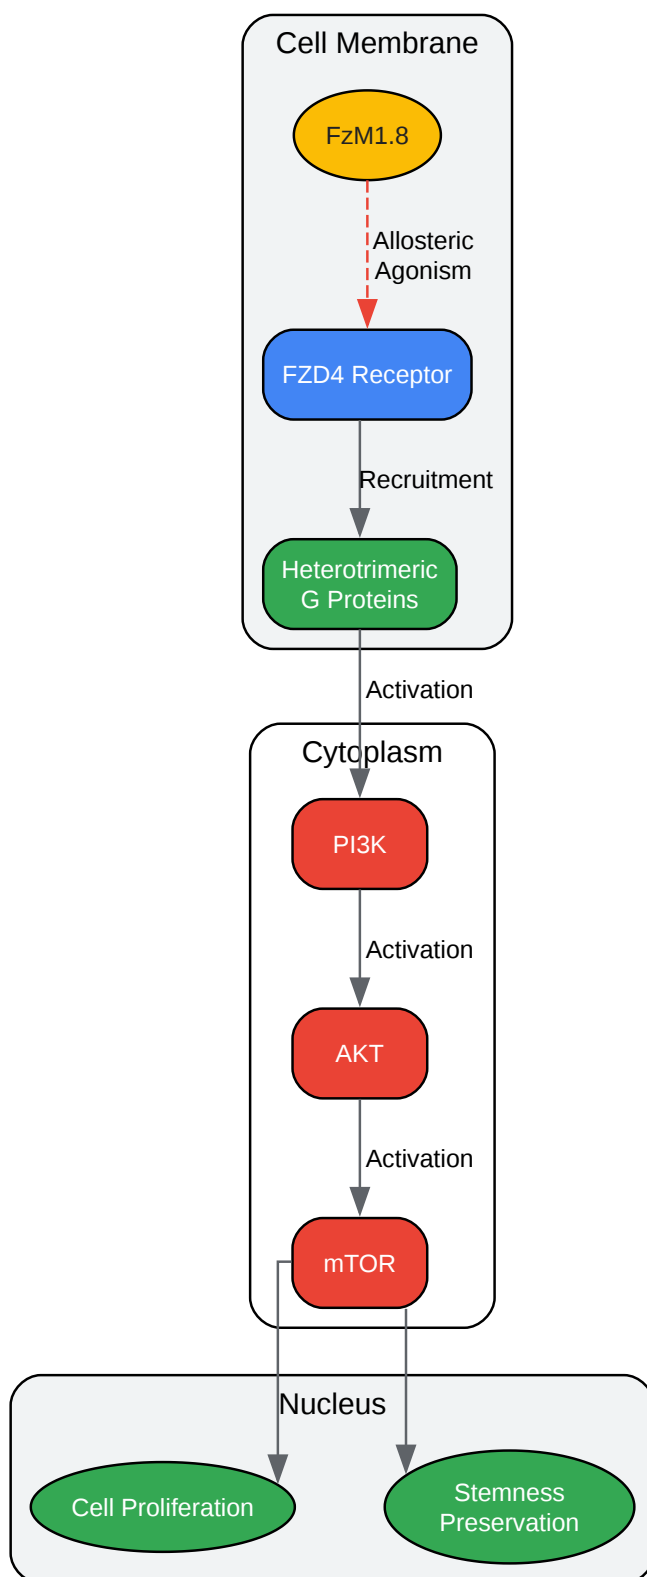 Cell Membrane
FzM1.8
Allosteric
Agonism
FZD4 Receptor
Recruitment
Heterotrimeric
G Proteins
Activation
Cytoplasm
PI3K
Activation
AKT
Activation
mTOR
Nucleus
Cell Proliferation
Stemness
Preservation